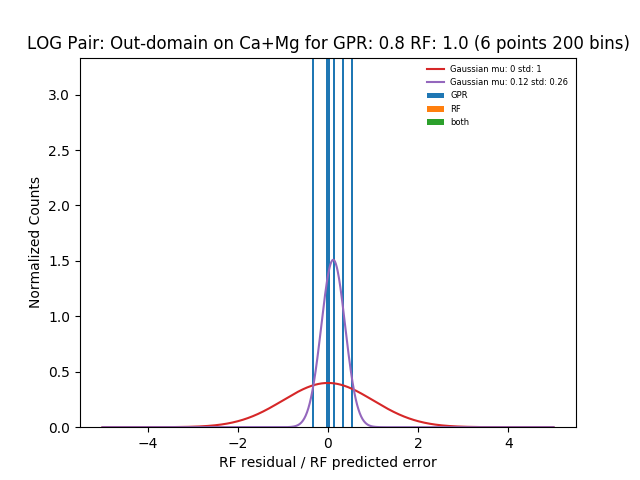 LOG Pair: Out-domain on Ca+Mg for GPR: 0.8 RF: 1.0 (6 points 200 bins)
Gaussian mu: 0 std: 1
Gaussian mu: 0.12 std: 0.26
GPR
RF
both
Normalized Counts
3.0
2.5
2.0
1.5
1.0
0.5
0.0
−4 −2 0 2 4
RF residual / RF predicted error